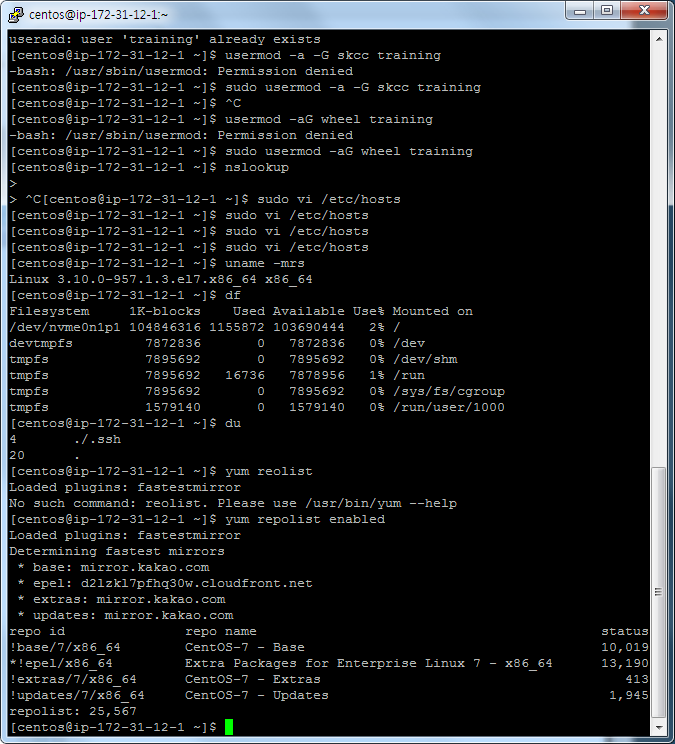 centos@ip-172-31-12-1:~
useradd: user 'training' already exists
[centos@ip-172-31-12-1 ~]$ usermod -a -G skcc training
-bash: /usr/sbin/usermod: Permission denied
[centos@ip-172-31-12-1 ~]$ sudo usermod -a -G skcc training
[centos@ip-172-31-12-1 ~]$ ^C
[centos@ip-172-31-12-1 ~]$ usermod -aG wheel training
-bash: /usr/sbin/usermod: Permission denied
[centos@ip-172-31-12-1 ~]$ sudo usermod -aG wheel training
[centos@ip-172-31-12-1 ~]$ nslookup
>
> ^C[centos@ip-172-31-12-1 ~]$ sudo vi /etc/hosts
[centos@ip-172-31-12-1 ~]$ sudo vi /etc/hosts
[centos@ip-172-31-12-1 ~]$ sudo vi /etc/hosts
[centos@ip-172-31-12-1 ~]$ sudo vi /etc/hosts
[centos@ip-172-31-12-1 ~]$ uname -mrs
Linux 3.10.0-957.1.3.el7.x86_64 x86_64
[centos@ip-172-31-12-1 ~]$ df
Filesystem     1K-blocks    Used Available Use% Mounted on
/dev/nvme0n1p1 104846316 1155872 103690444   2% /
devtmpfs         7872836       0   7872836   0% /dev
tmpfs            7895692       0   7895692   0% /dev/shm
tmpfs            7895692   16736   7878956   1% /run
tmpfs            7895692       0   7895692   0% /sys/fs/cgroup
tmpfs            1579140       0   1579140   0% /run/user/1000
[centos@ip-172-31-12-1 ~]$ du
4       ./.ssh
20      .
[centos@ip-172-31-12-1 ~]$ yum reolist
Loaded plugins: fastestmirror
No such command: reolist. Please use /usr/bin/yum --help
[centos@ip-172-31-12-1 ~]$ yum repolist enabled
Loaded plugins: fastestmirror
Determining fastest mirrors
 * base: mirror.kakao.com
 * epel: d2lzkl7pfhq30w.cloudfront.net
 * extras: mirror.kakao.com
 * updates: mirror.kakao.com
repo id               repo name                                           status
!base/7/x86_64        CentOS-7 - Base                                     10,019
*!epel/x86_64         Extra Packages for Enterprise Linux 7 - x86_64      13,190
!extras/7/x86_64      CentOS-7 - Extras                                      413
!updates/7/x86_64     CentOS-7 - Updates                                   1,945
repolist: 25,567
[centos@ip-172-31-12-1 ~]$